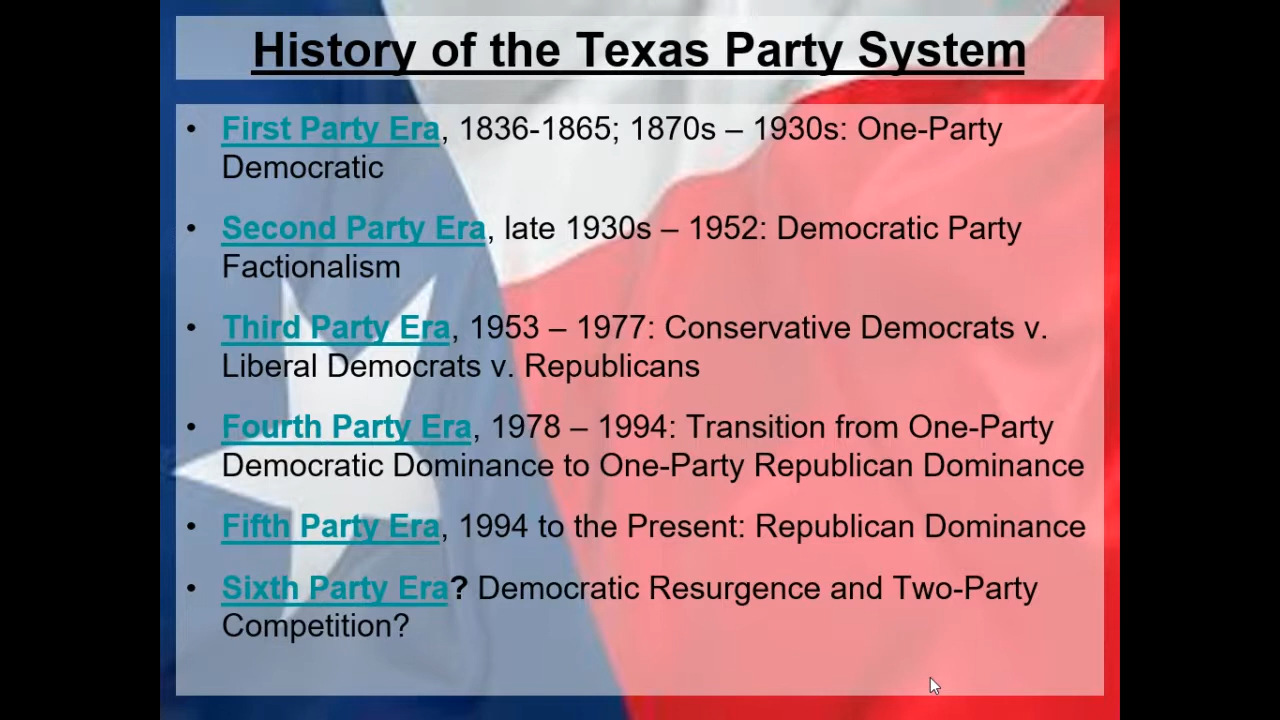 History of the Texas Party System
• First Party Era, 1836-1865; 1870s – 1930s: One-Party
Democratic
• Second Party Era, late 1930s – 1952: Democratic Party
Factionalism
• Third Party Era, 1953 – 1977: Conservative Democrats v.
Liberal Democrats v. Republicans
• Fourth Party Era, 1978 – 1994: Transition from One-Party
Democratic Dominance to One-Party Republican Dominance
• Fifth Party Era, 1994 to the Present: Republican Dominance
• Sixth Party Era? Democratic Resurgence and Two-Party
Competition?